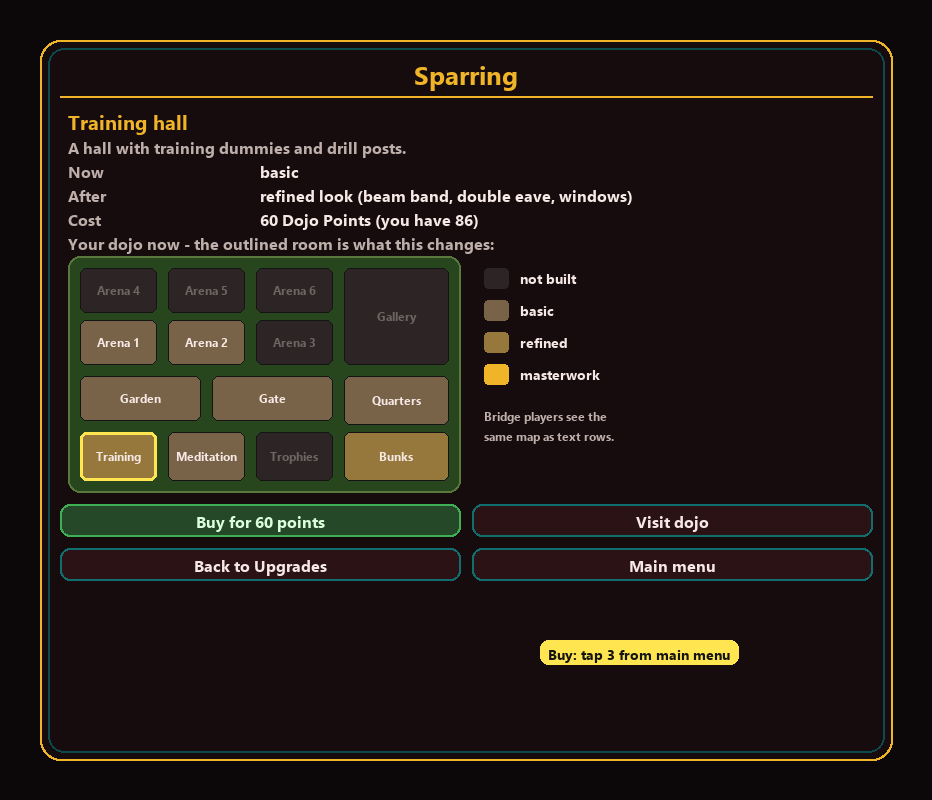 Sparring
Training hall
A hall with training dummies and drill posts.
Now basic
After refined look (beam band, double eave, windows)
Cost 60 Dojo Points (you have 86)
Your dojo now - the outlined room is what this changes:
Arena 4 Arena 5 Arena 6 Gallery
Arena 1 Arena 2 Arena 3
Garden Gate Quarters
Training Meditation Trophies Bunks
not built
basic
refined
masterwork
Bridge players see the
same map as text rows.
Buy for 60 points Visit dojo
Back to Upgrades Main menu
Buy: tap 3 from main menu